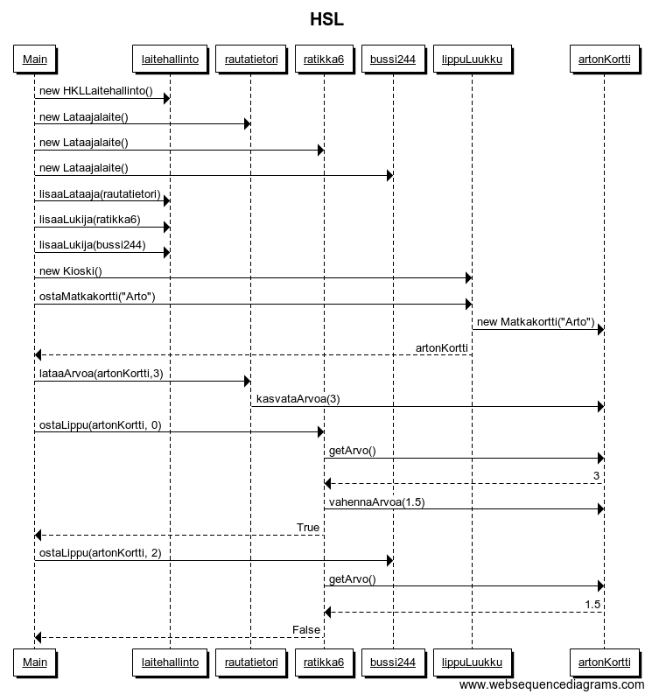 HSL
Main laitehallinto rautatietori ratikka6 bussi244 lippuLuukku artonKortti
new HKLLaitehallinto()
new Lataajalaite()
new Lataajalaite()
new Lataajalaite()
lisaaLataaja(rautatietori)
lisaaLukija(ratikka6)
lisaaLukija(bussi244)
new Kioski()
ostaMatkakortti("Arto")
new Matkakortti("Arto")
artonKortti
lataaArvoa(artonKortti,3)
kasvataArvoa(3)
ostaLippu(artonKortti, 0)
getArvo()
3
vahennaArvoa(1.5)
True
ostaLippu(artonKortti, 2)
getArvo()
1.5
False
Main laitehallinto rautatietori ratikka6 bussi244 lippuLuukku artonKortti
www.websequencediagrams.com